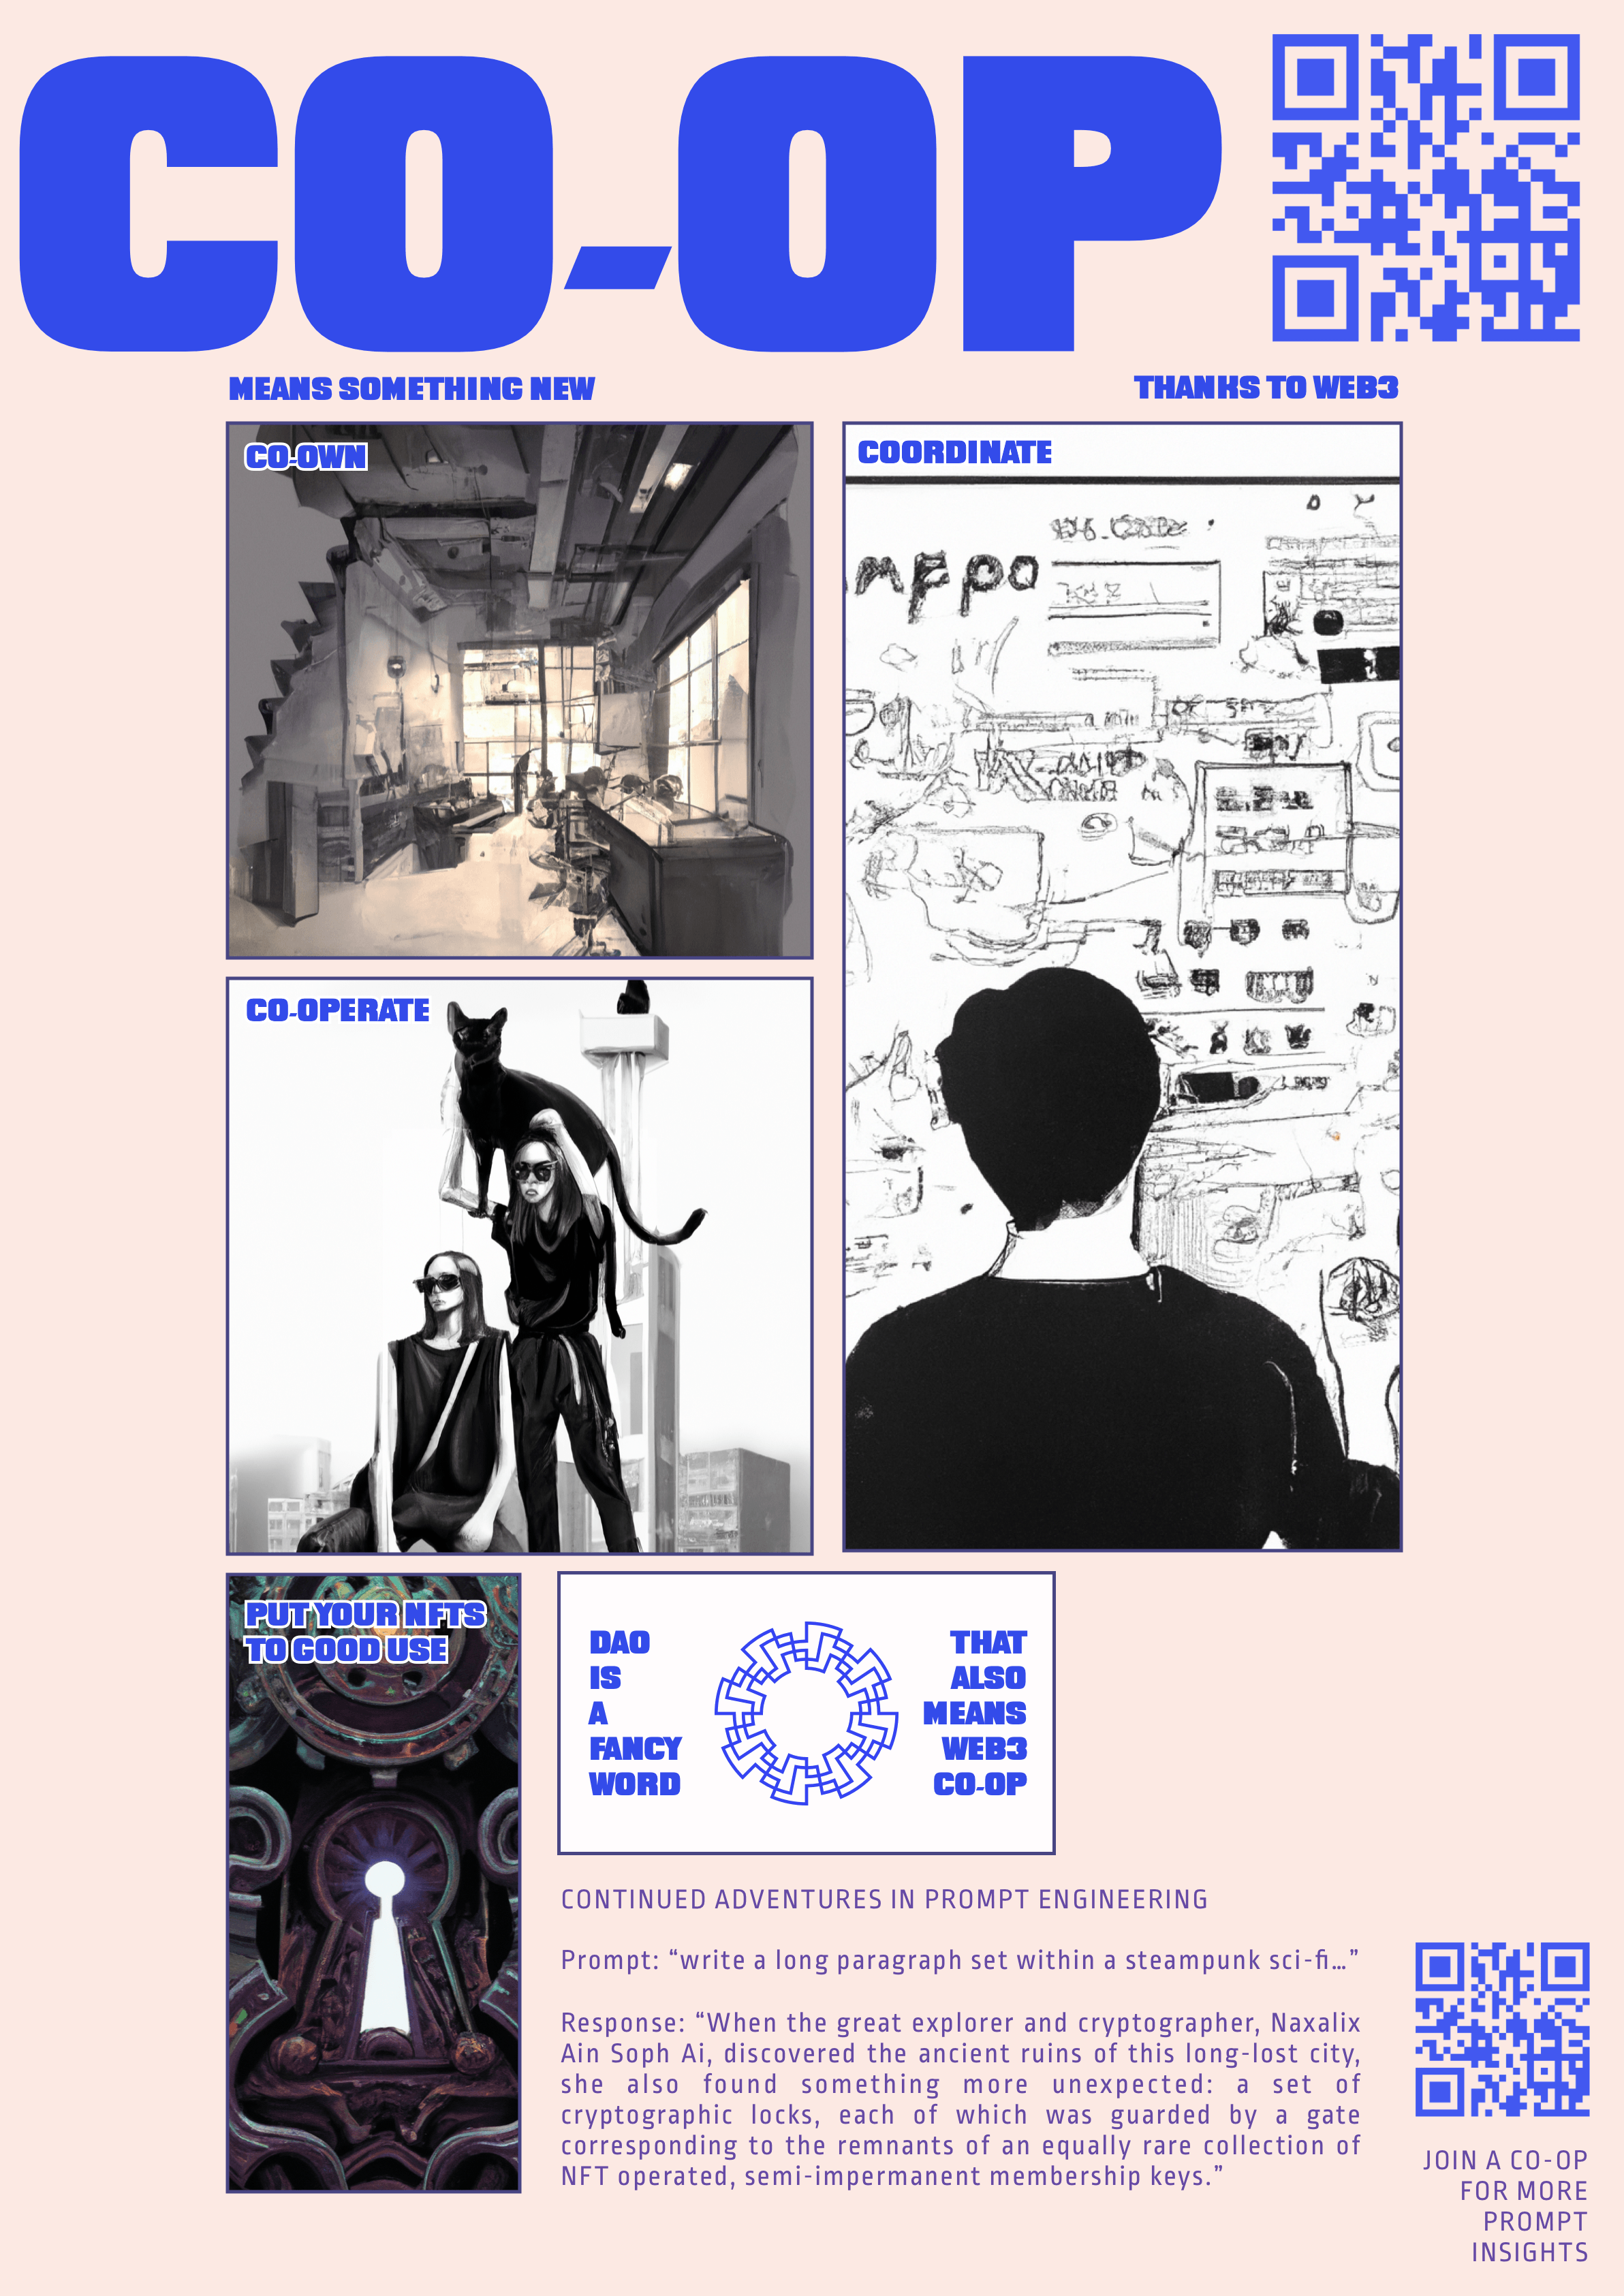 CO-OP
MEANS SOMETHING NEW
THANKS TO WEB3
CO-OWN
COORDINATE
CO-OPERATE
PUT YOUR NFTS
TO GOOD USE
DAO
IS
A
FANCY
WORD
THAT
ALSO
MEANS
WEB3
CO-OP
CONTINUED ADVENTURES IN PROMPT ENGINEERING
Prompt: “write a long paragraph set within a steampunk sci-fi…”
Response: “When the great explorer and cryptographer, Naxalix
Ain Soph Ai, discovered the ancient ruins of this long-lost city,
she also found something more unexpected: a set of
cryptographic locks, each of which was guarded by a gate
corresponding to the remnants of an equally rare collection of
NFT operated, semi-impermanent membership keys.”
JOIN A CO-OP
FOR MORE
PROMPT
INSIGHTS